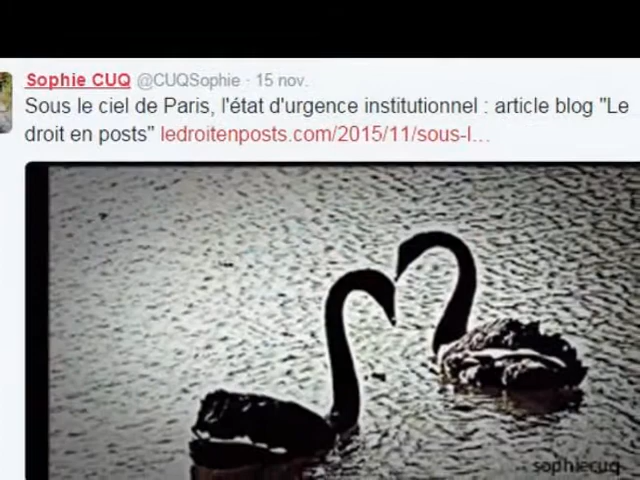 Sophie CUQ @CUQSophie · 15 nov.
Sous le ciel de Paris, l'état d'urgence institutionnel : article blog "Le
droit en posts" ledroitenposts.com/2015/11/sous-l...
sophiecuq